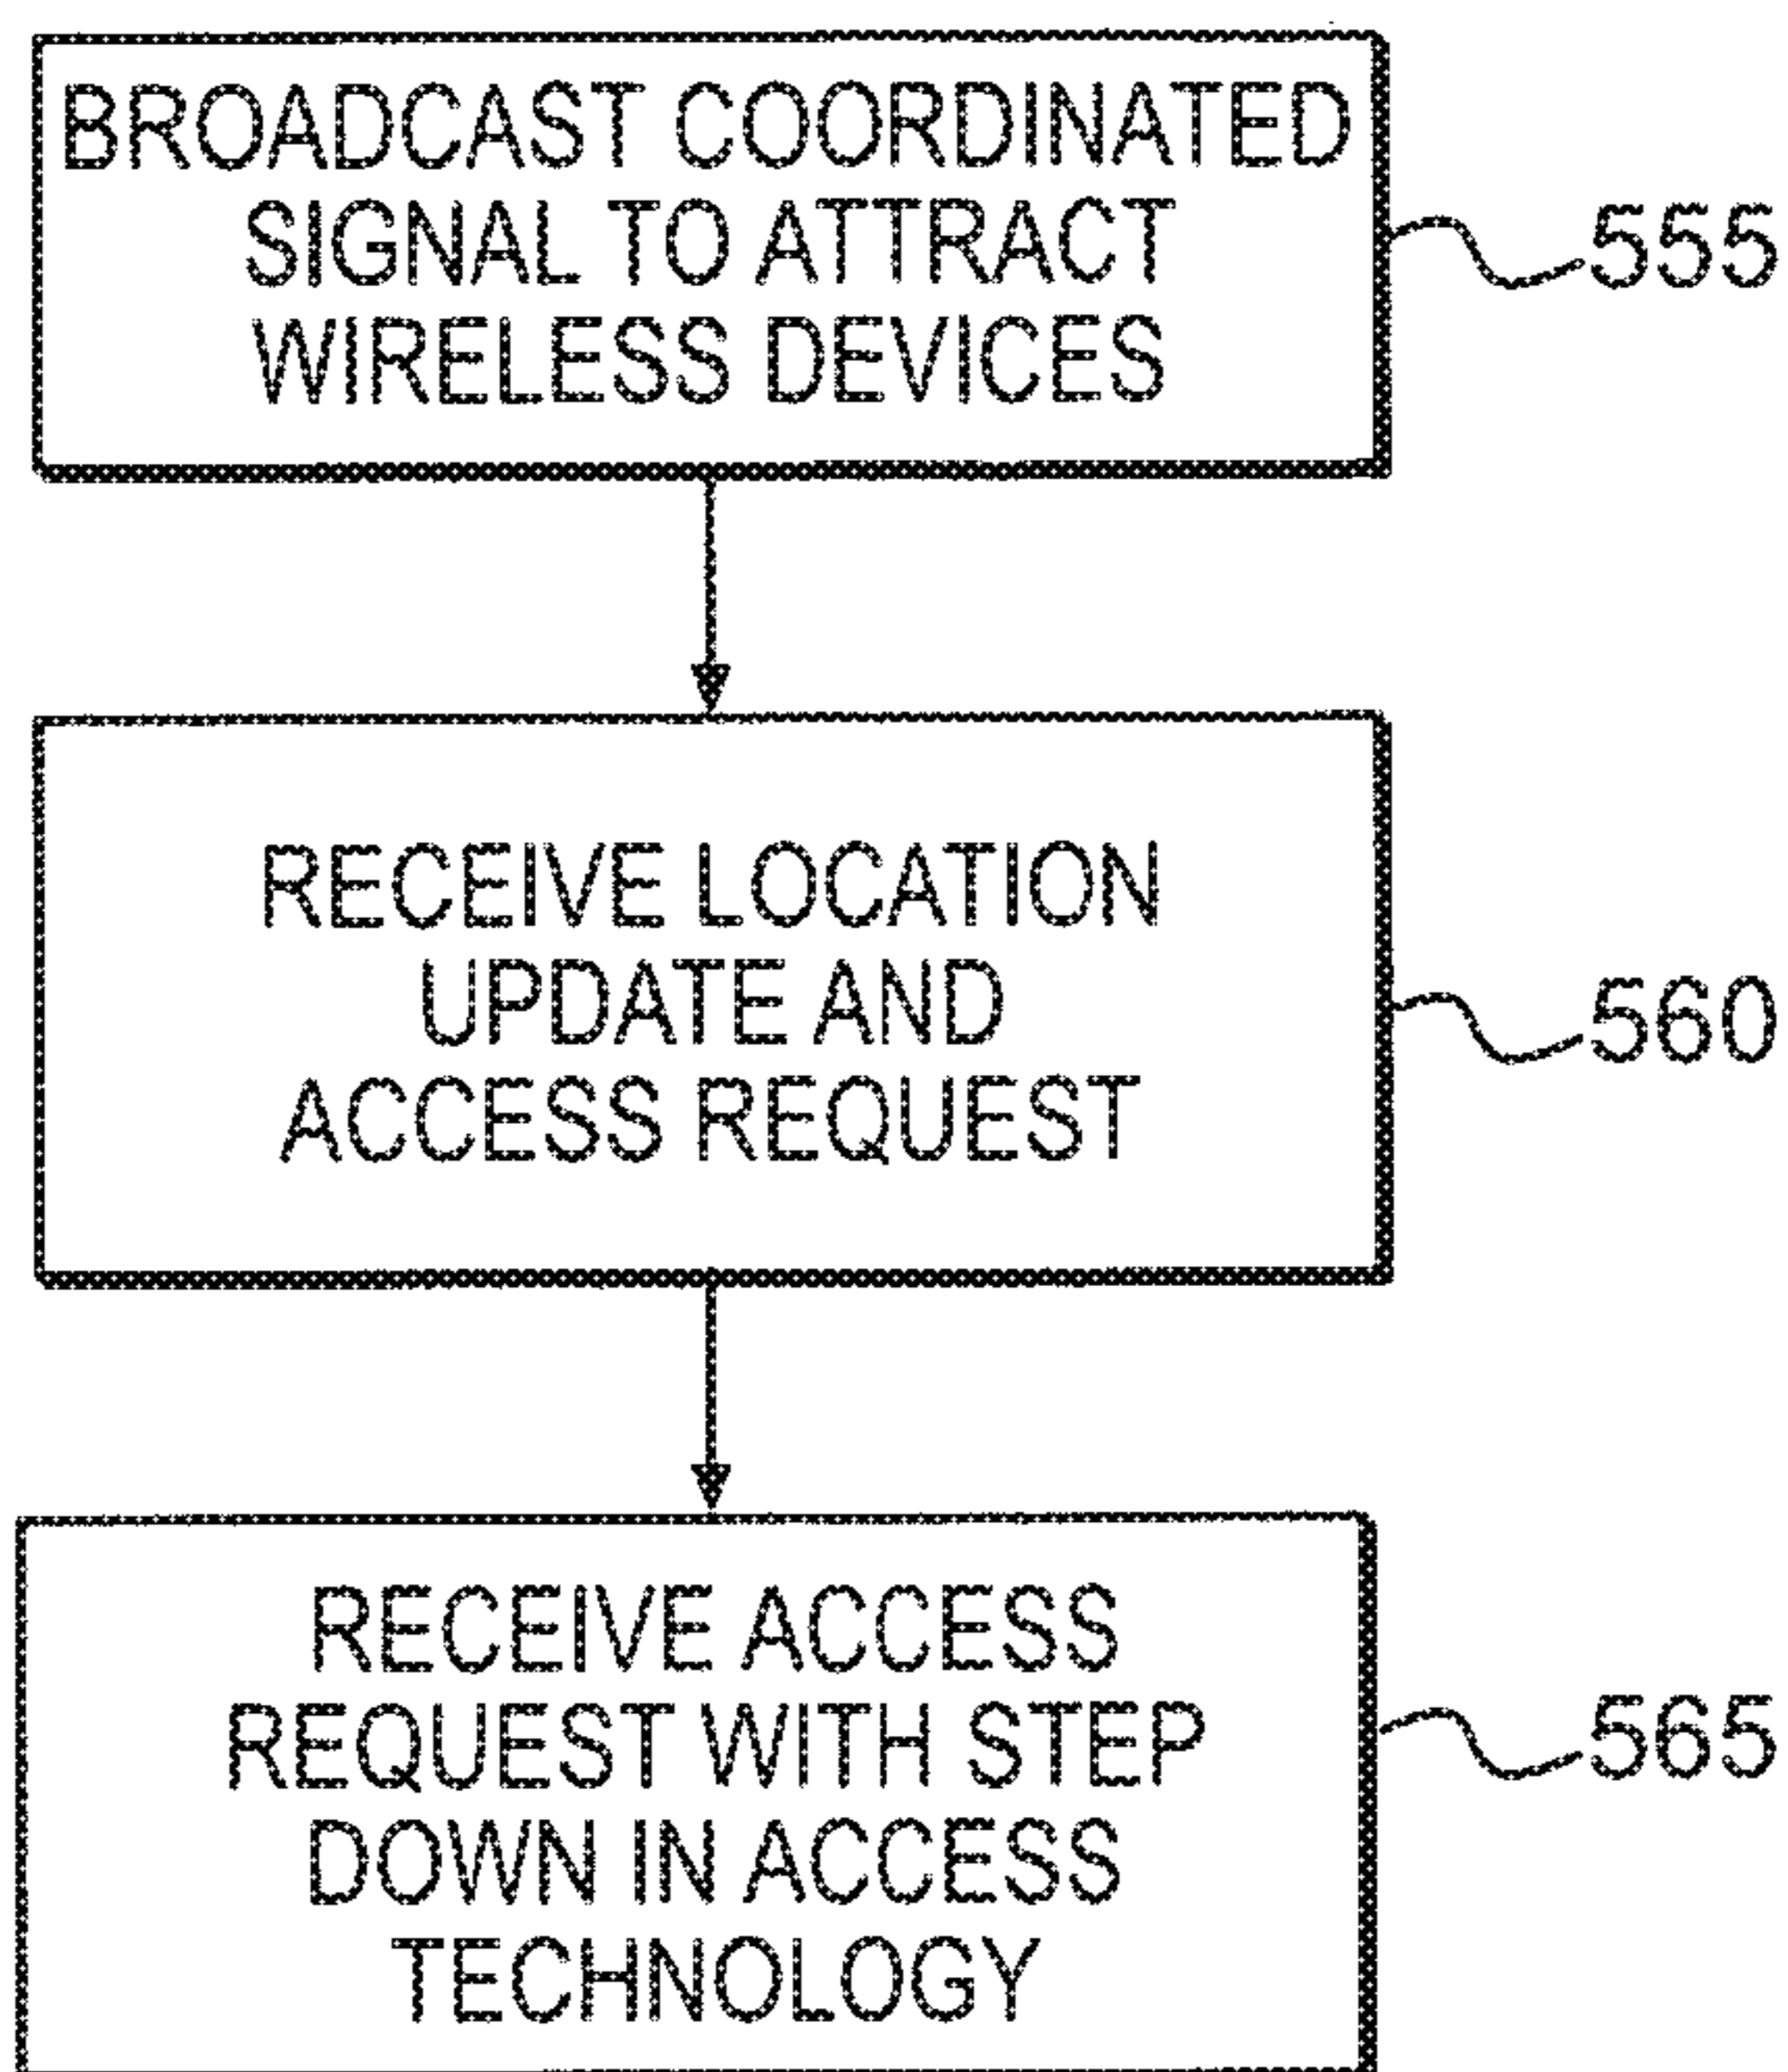 BROADCAST COORDINATED
SIGNAL TO ATTRACT
WIRELESS DEVICES
555
RECEIVE LOCATION
UPDATE AND
ACCESS REQUEST
560
RECEIVE ACCESS
REQUEST WITH STEP
DOWN IN ACCESS
TECHNOLOGY
565